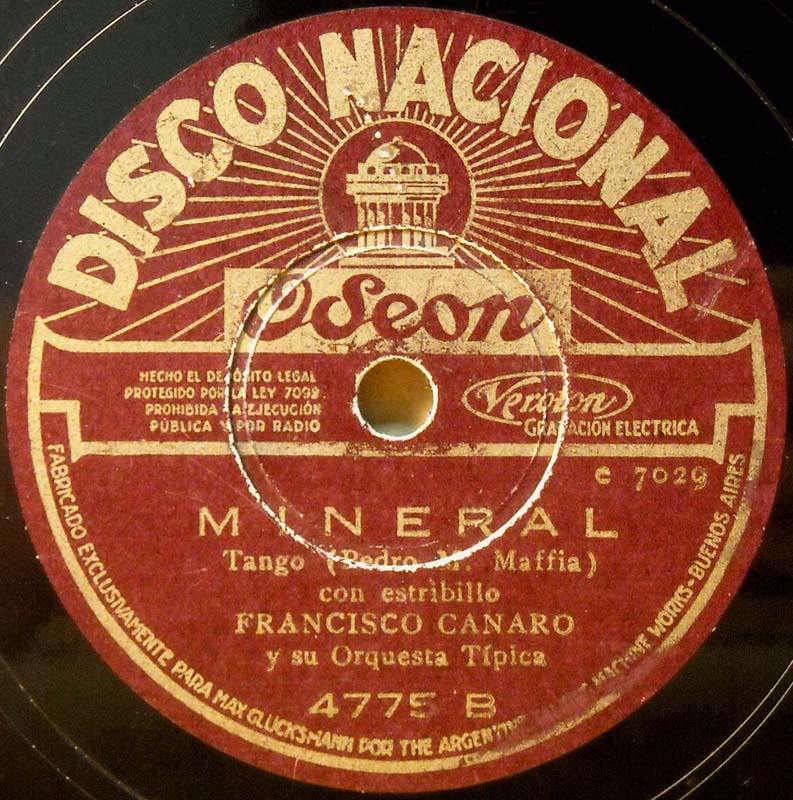 DISCO NACIONAL
Odeon
HECHO EL DEPÓSITO LEGAL
PROTEGIDO POR LA LEY 7092
PROHIBIDA LA EJECUCIÓN
PÚBLICA Y POR RADIO
Veroton
GRABACIÓN ELECTRICA
e 7029
MINERAL
Tango (Pedro M. Maffia)
con estribillo
FRANCISCO CANARO
y su Orquesta Típica
4775 B
FABRICADO EXCLUSIVAMENTE PARA MAX GLÜCKSMANN POR THE ARGENTINE MACHINE WORKS-BUENOS AIRES